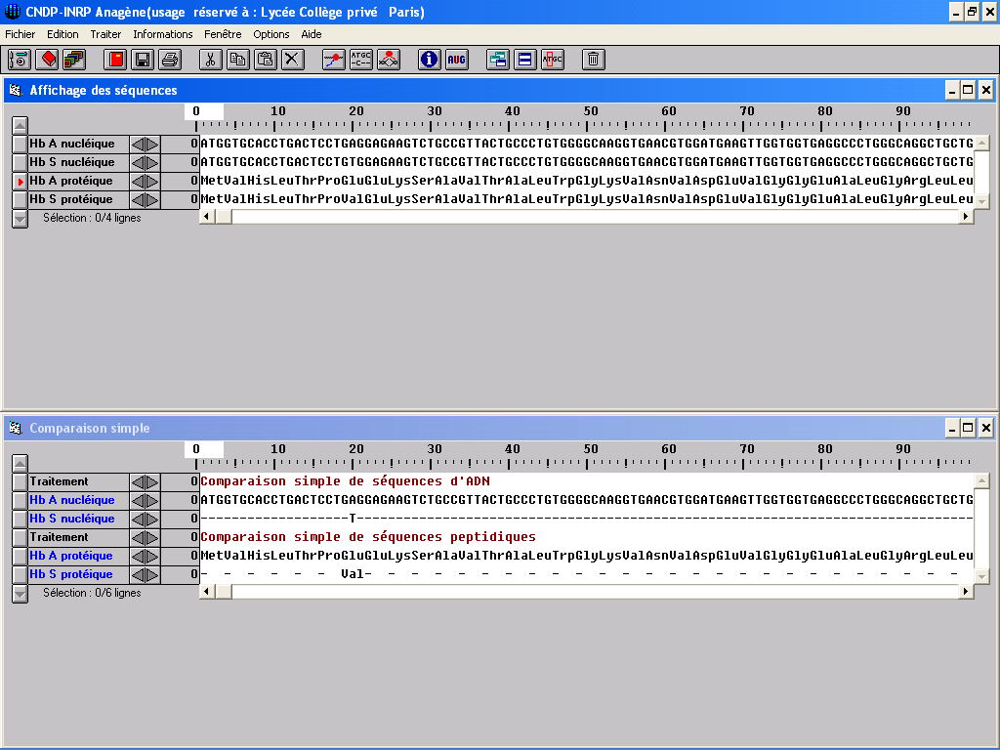 CNDP-INRP Anagène(usage réservé à : Lycée Collège privé Paris)
Fichier Edition Traiter Informations Fenêtre Options Aide
ATGC -C-- AUG ATGC
Affichage des séquences
0 10 20 30 40 50 60 70 80 90
Hb A nucléique 0 ATGGTGCACCTGACTCCTGAGGAGAAGTCTGCCGTTACTGCCCTGTGGGGCAAGGTGAACGTGGATGAAGTTGGTGGTGAGGCCCTGGGCAGGCTGCTG
Hb S nucléique 0 ATGGTGCACCTGACTCCTGTGGAGAAGTCTGCCGTTACTGCCCTGTGGGGCAAGGTGAACGTGGATGAAGTTGGTGGTGAGGCCCTGGGCAGGCTGCTG
Hb A protéique 0 MetValHisLeuThrProGluGluLysSerAlaValThrAlaLeuTrpGlyLysValAsnValAspGluValGlyGlyGluAlaLeuGlyArgLeuLeu
Hb S protéique 0 MetValHisLeuThrProValGluLysSerAlaValThrAlaLeuTrpGlyLysValAsnValAspGluValGlyGlyGluAlaLeuGlyArgLeuLeu
Sélection : 0/4 lignes
Comparaison simple
0 10 20 30 40 50 60 70 80 90
Traitement 0 Comparaison simple de séquences d'ADN
Hb A nucléique 0 ATGGTGCACCTGACTCCTGAGGAGAAGTCTGCCGTTACTGCCCTGTGGGGCAAGGTGAACGTGGATGAAGTTGGTGGTGAGGCCCTGGGCAGGCTGCTG
Hb S nucléique 0 -------------------T-------------------------------------------------------------------------------
Traitement 0 Comparaison simple de séquences peptidiques
Hb A protéique 0 MetValHisLeuThrProGluGluLysSerAlaValThrAlaLeuTrpGlyLysValAsnValAspGluValGlyGlyGluAlaLeuGlyArgLeuLeu
Hb S protéique 0 - - - - - - Val- - - - - - - - - - - - - - - - - - - - - - - - - -
Sélection : 0/6 lignes